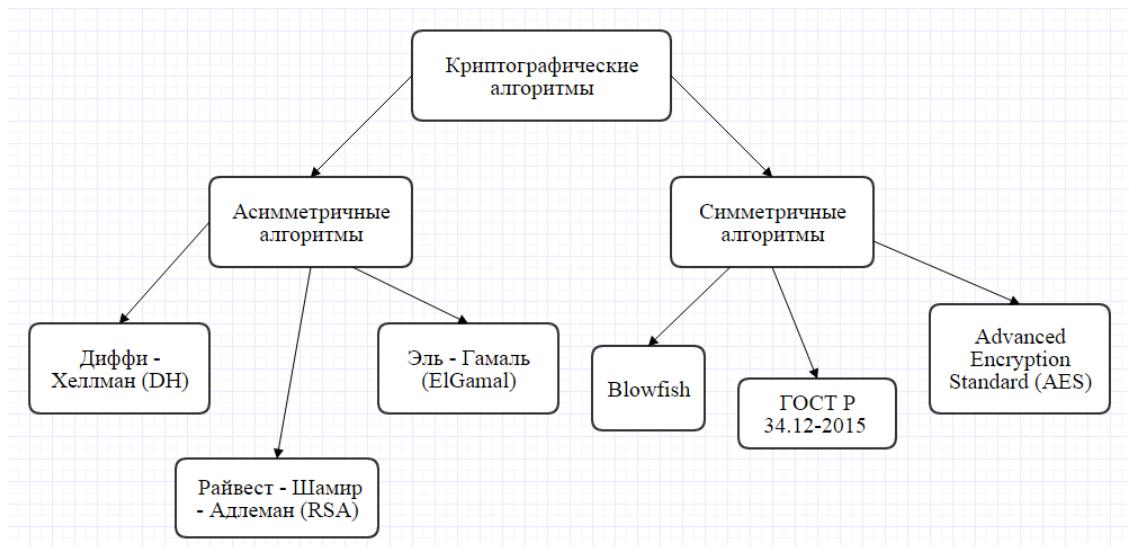 Криптографические
алгоритмы
Асимметричные
алгоритмы
Симметричные
алгоритмы
Диффи -
Хеллман (DH)
Райвест - Шамир
- Адлеман (RSA)
Эль - Гамаль
(ElGamal)
Blowfish
ГОСТ Р
34.12-2015
Advanced
Encryption
Standard (AES)